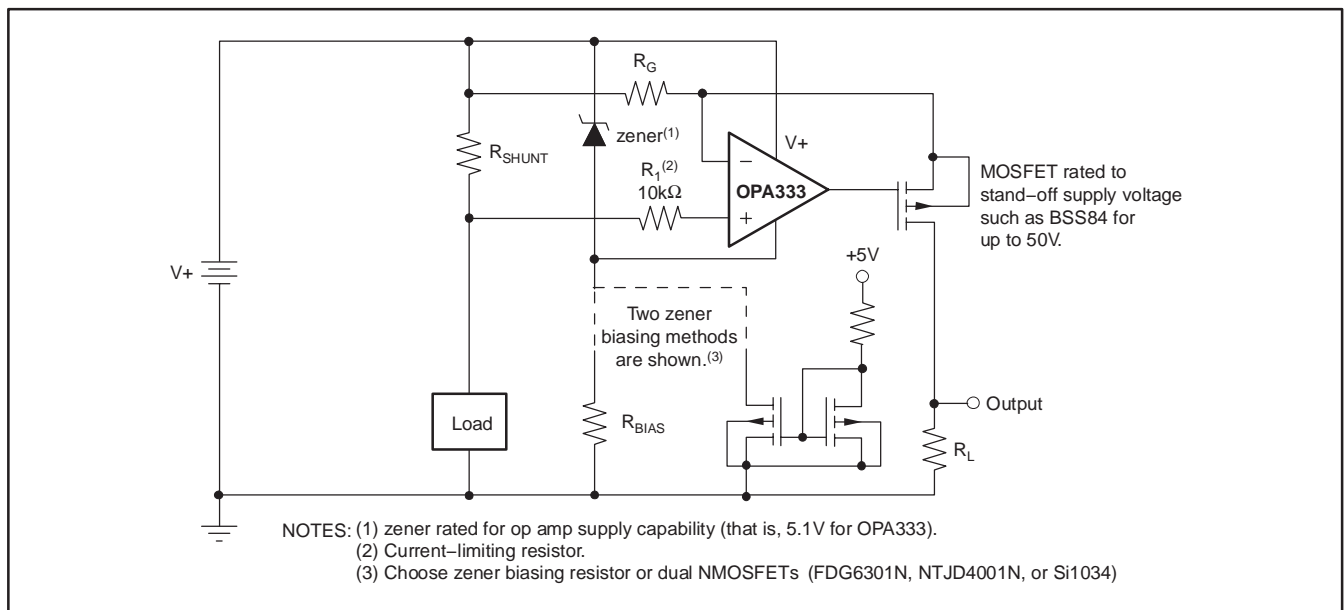 R_G
zener(1)
V+
R_SHUNT
R_1(2)
10kΩ
−
OPA333
+
MOSFET rated to
stand−off supply voltage
such as BSS84 for
up to 50V.
V+
+5V
Two zener
biasing methods
are shown.(3)
Output
Load
R_BIAS
R_L
NOTES: (1) zener rated for op amp supply capability (that is, 5.1V for OPA333).
(2) Current−limiting resistor.
(3) Choose zener biasing resistor or dual NMOSFETs (FDG6301N, NTJD4001N, or Si1034)